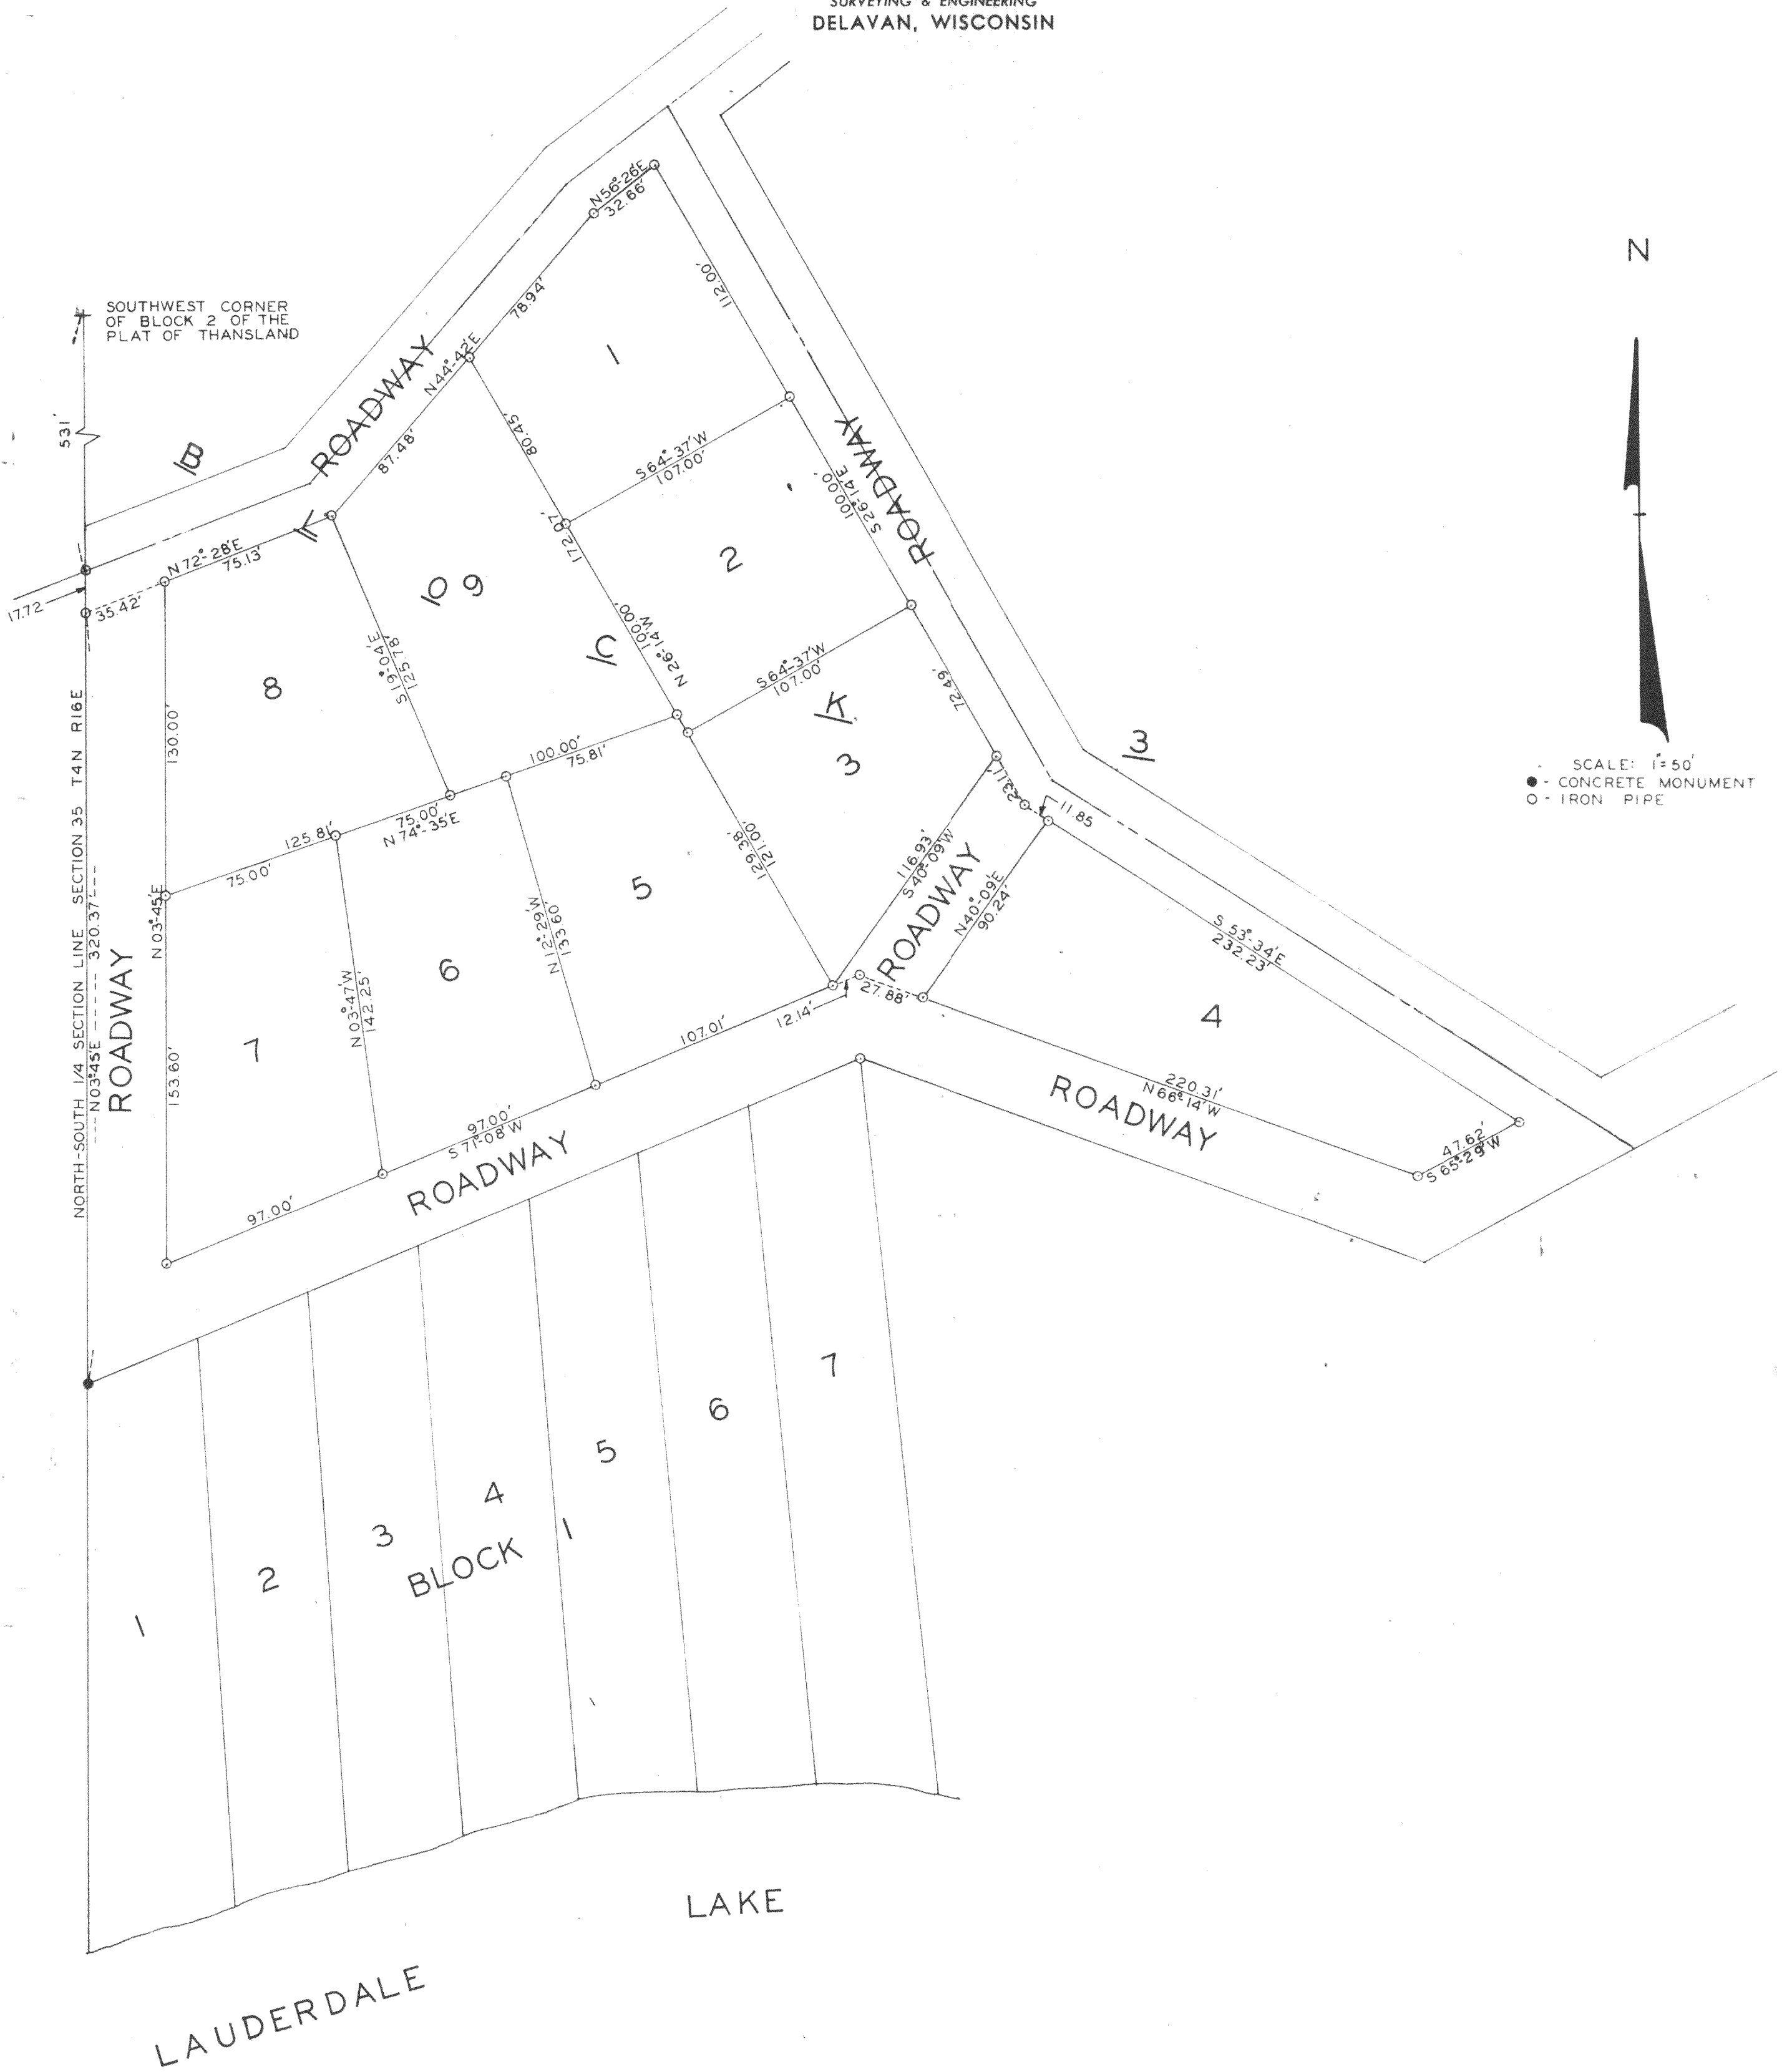 SURVEYING & ENGINEERING
DELAVAN, WISCONSIN
N
SCALE: 1"=50'
● - CONCRETE MONUMENT
○ - IRON PIPE
SOUTHWEST CORNER
OF BLOCK 2 OF THE
PLAT OF THANSLAND
531'
B
ROADWAY
N56°-26'E
32.66'
78.94'
N44°-42'E
87.48'
112.00'
1
80.45'
S64°-37'W
107.00'
ROADWAY
100.00'
S26°-14'E
172.07'
2
N72°-28'E
75.13'
17.72
35.42'
L
O
9
C
K
3
100.00'
N26°-14'W
S64°-37'W
107.00'
72.49'
8
S19°-04'E
125.78'
130.00'
3
NORTH-SOUTH 1/4 SECTION LINE SECTION 35 T4N R16E
N03°-45'E ------ 320.37'
ROADWAY
N03°-45'E
153.60'
100.00'
75.81'
75.00'
N74°-35'E
125.81'
75.00'
23.11'
11.85
129.38'
121.00'
116.93'
S40°-09'W
ROADWAY
N40°-09'E
90.24'
5
N12°-29'W
133.60'
6
N03°-47'W
142.25'
7
S53°-34'E
232.23'
4
220.31'
N66°-14'W
ROADWAY
47.62'
S65°-29'W
27.88'
12.14'
107.01'
97.00'
S71°-08'W
ROADWAY
97.00'
7
6
5
4
3
2
1
BLOCK 1
LAKE
LAUDERDALE